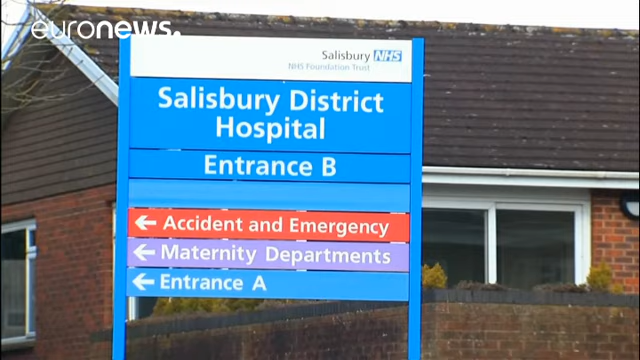 euronews.
Salisbury NHS
NHS Foundation Trust
Salisbury District
Hospital
Entrance B
← Accident and Emergency
← Maternity Departments
← Entrance A